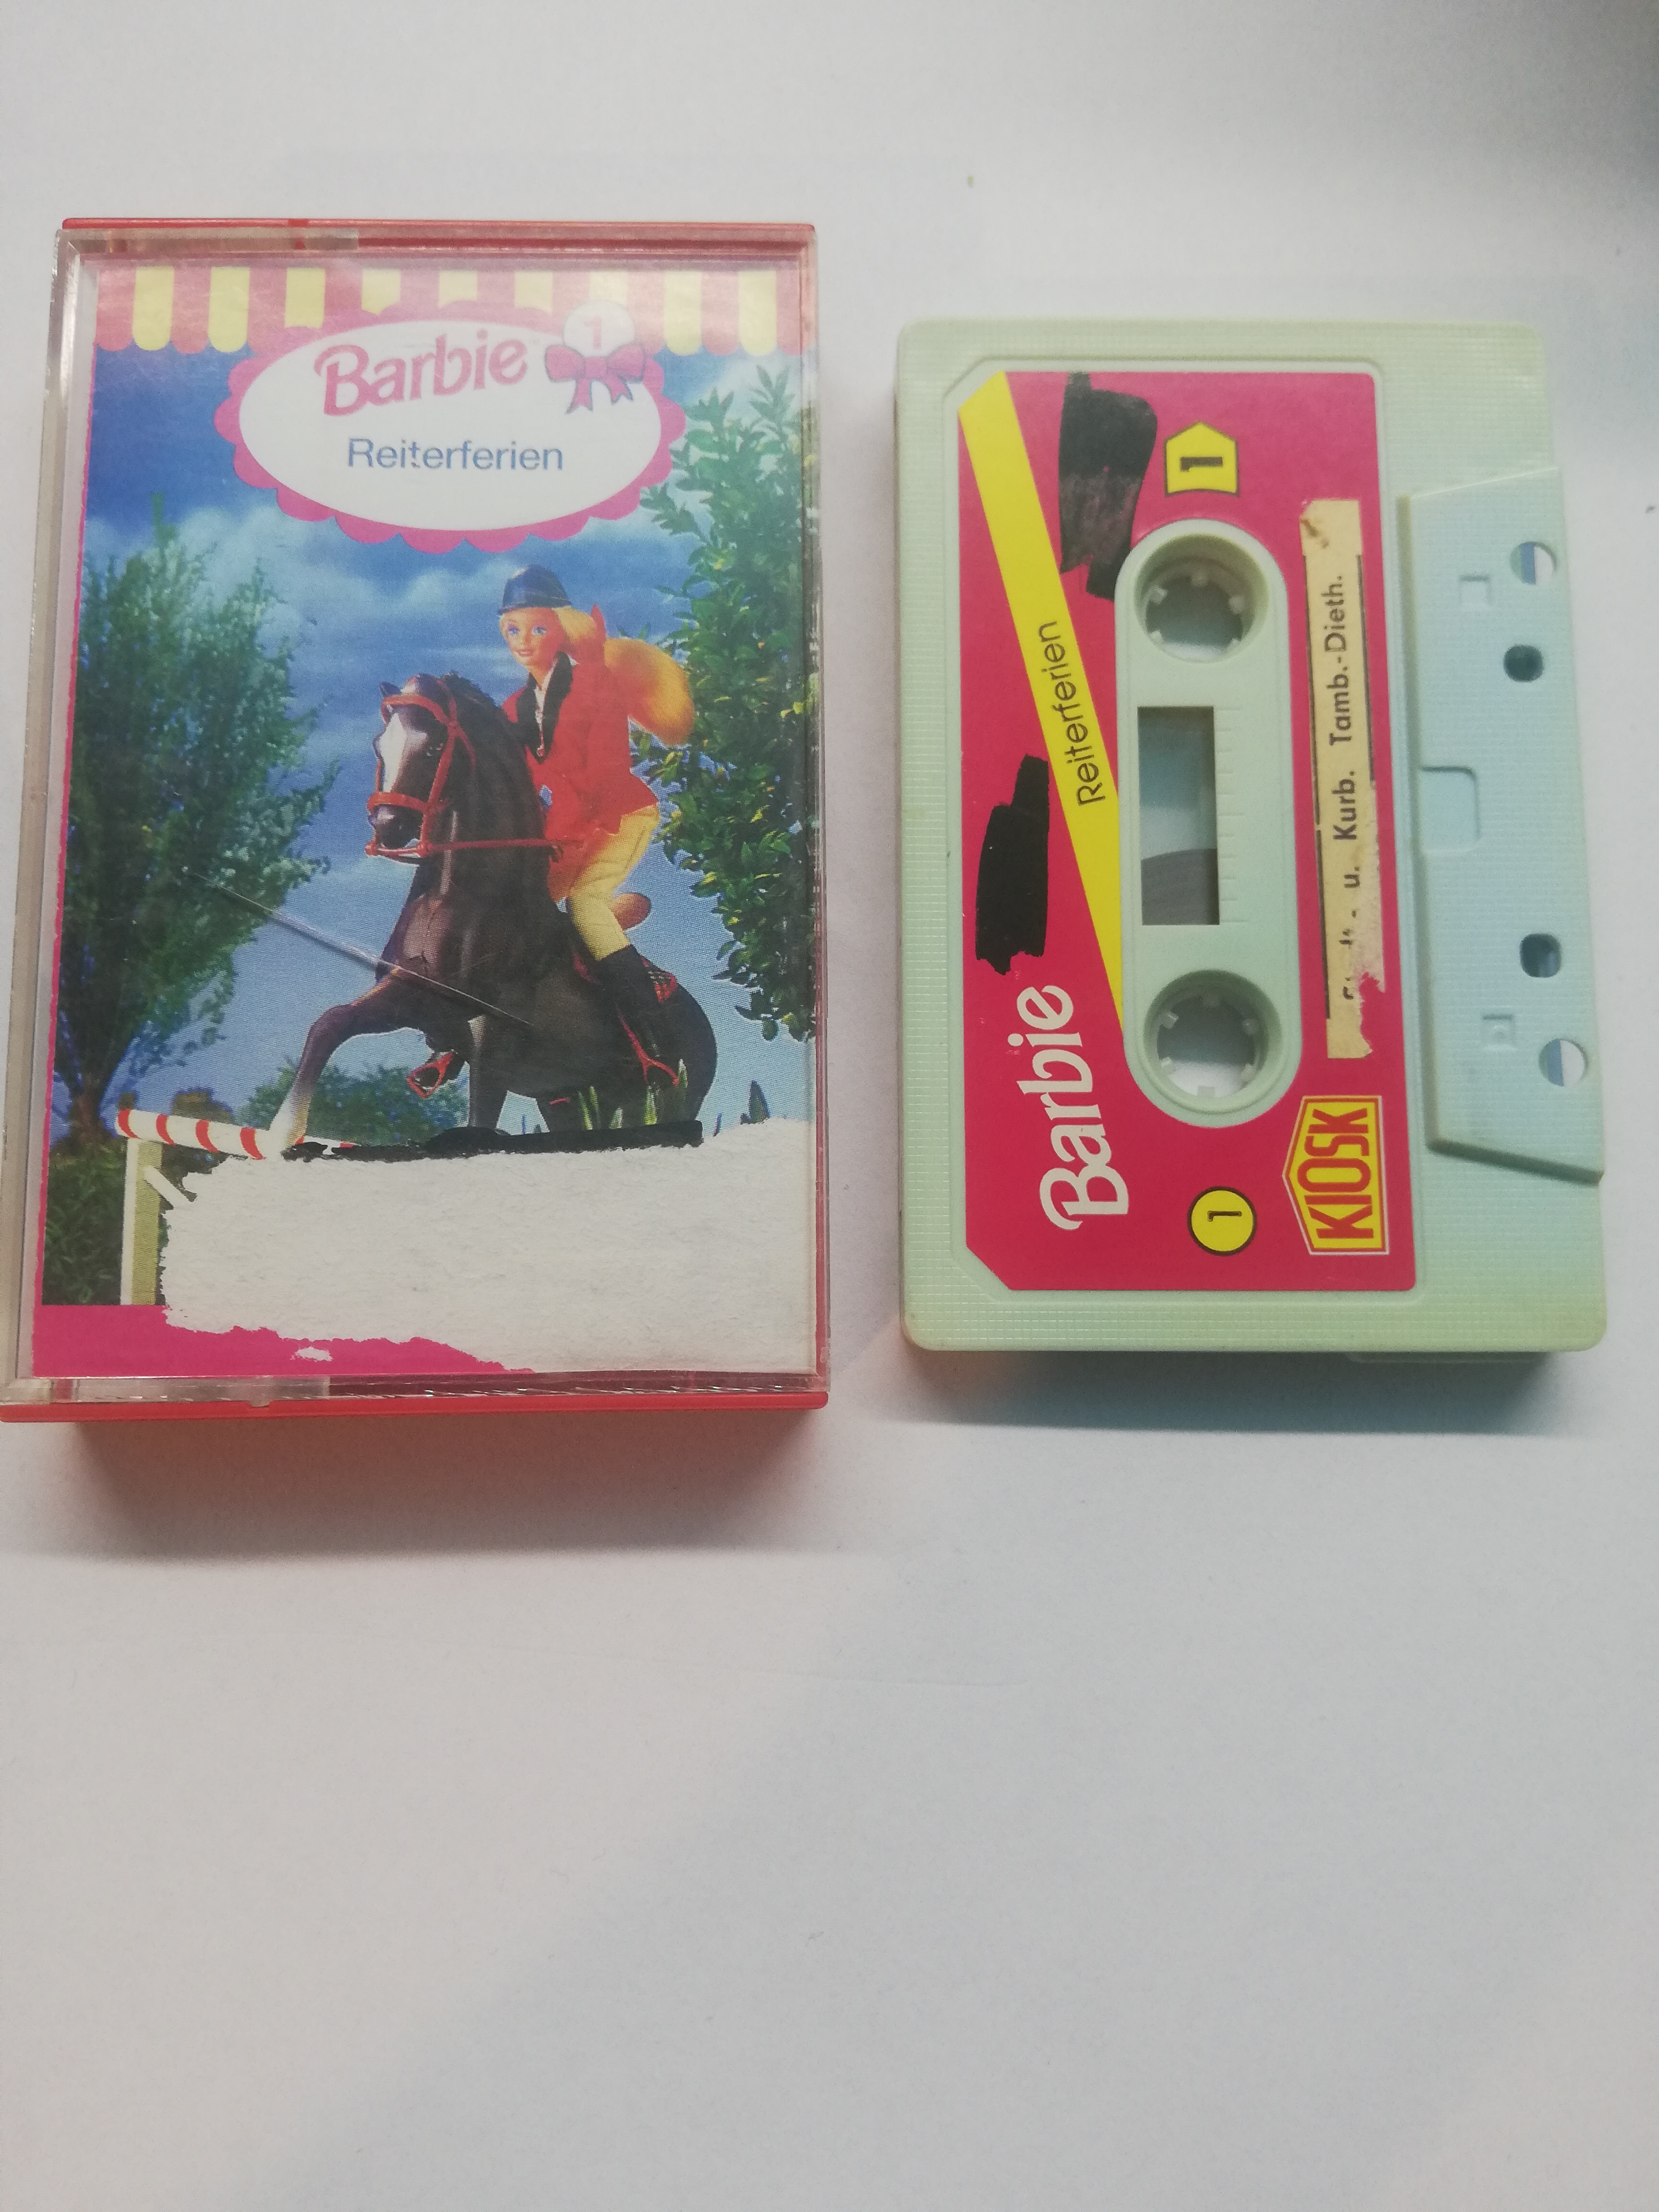 Barbie
1
Reiterferien
Barbie
Reiterferien
1
1
KIOSK
u. Kurb. Tamb.-Dieth.